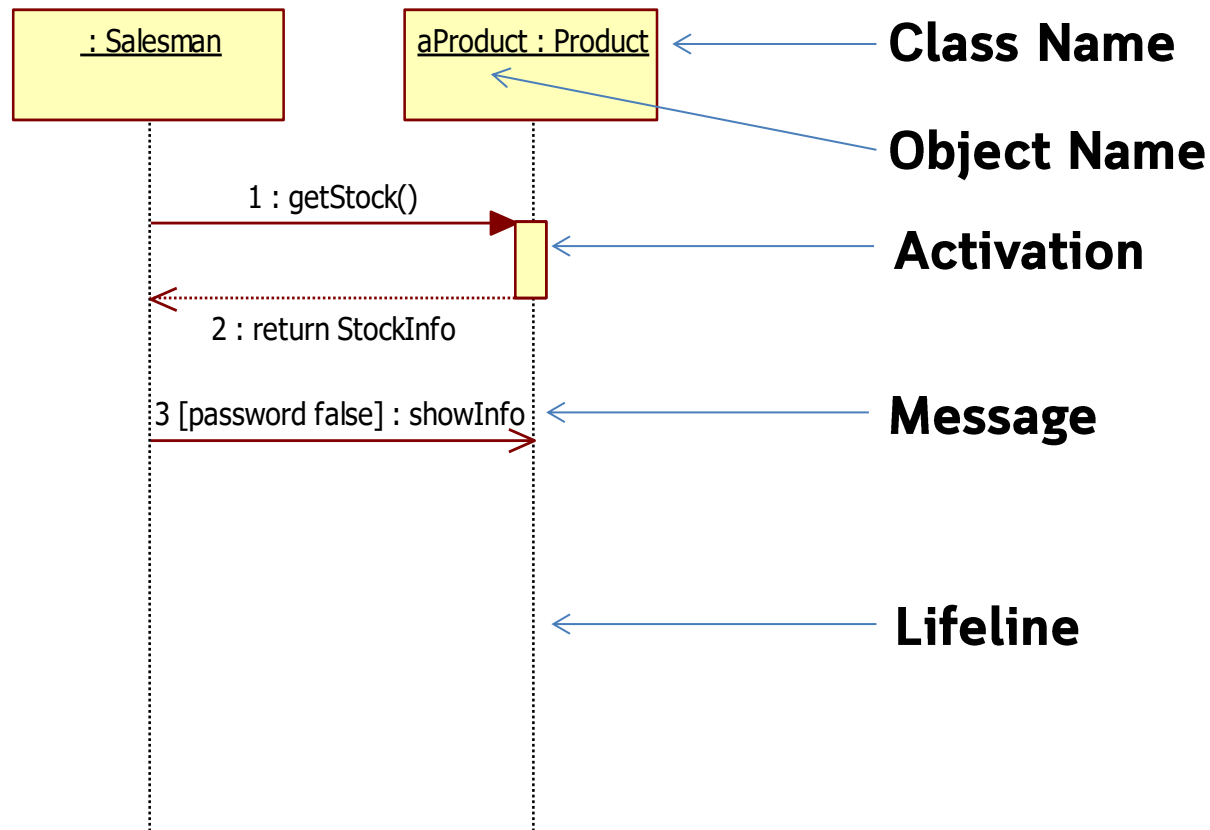 : Salesman
aProduct : Product
Class Name
Object Name
1 : getStock()
Activation
2 : return StockInfo
3 [password false] : showInfo
Message
Lifeline